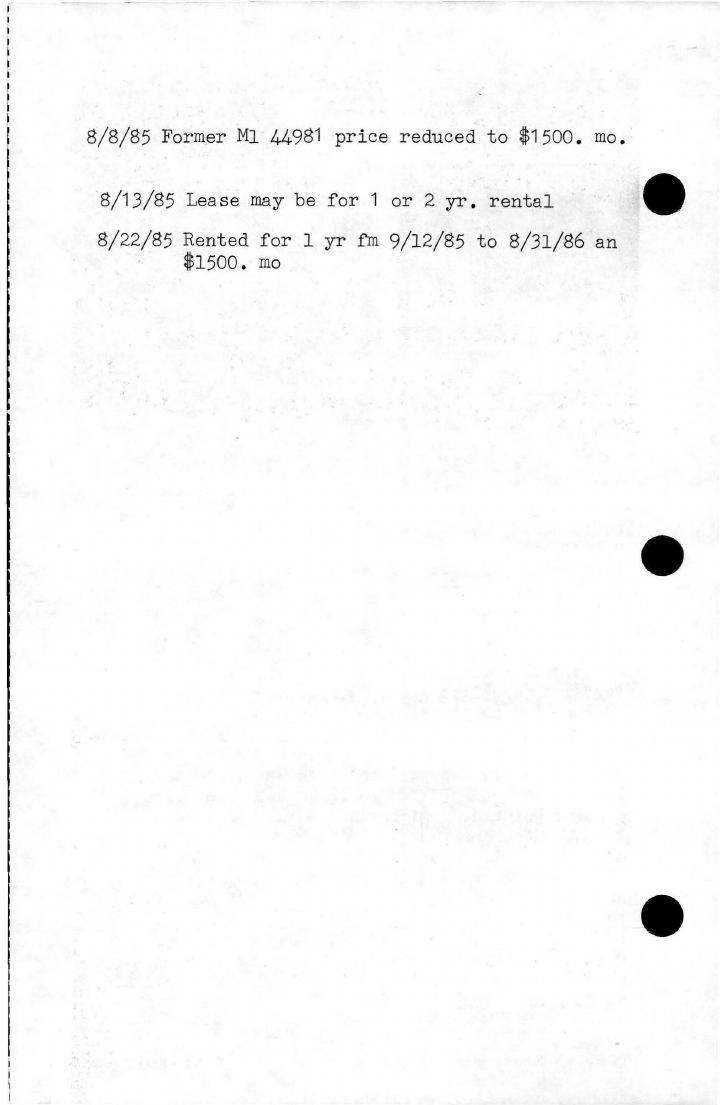 8/8/85 Former Ml 44981 price reduced to $1500. mo.
8/13/85 Lease may be for 1 or 2 yr. rental
8/22/85 Rented for 1 yr fm 9/12/85 to 8/31/86 an
$1500. mo